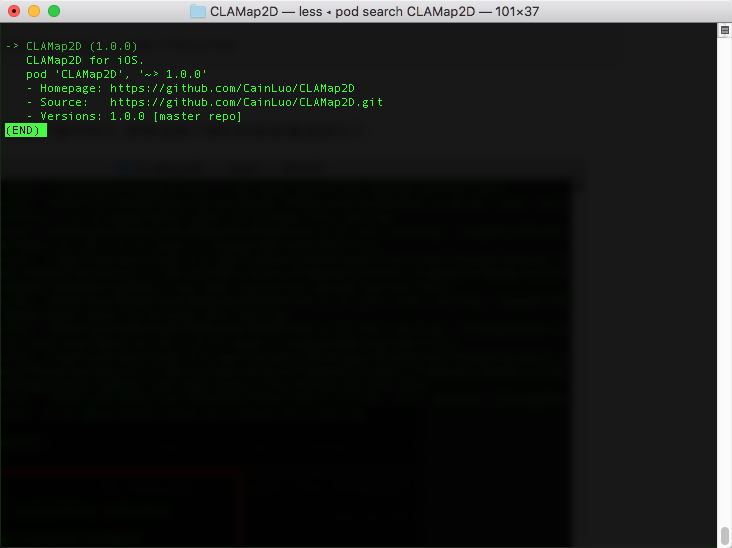 CLAMap2D — less ◂ pod search CLAMap2D — 101×37
-> CLAMap2D (1.0.0)
CLAMap2D for iOS.
pod 'CLAMap2D', '~> 1.0.0'
- Homepage: https://github.com/CainLuo/CLAMap2D
- Source:   https://github.com/CainLuo/CLAMap2D.git
- Versions: 1.0.0 [master repo]
(END)